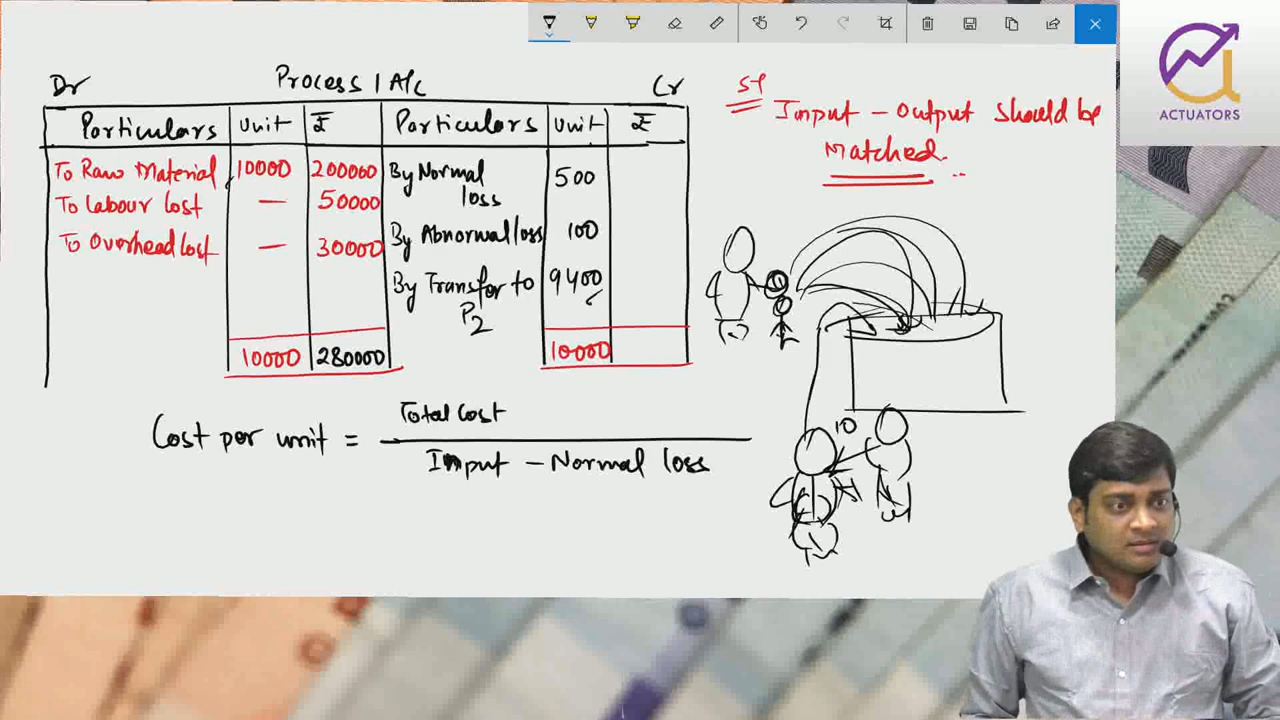 Dr Process 1 A/c Cr
Particulars Unit ₹ Particulars Unit ₹
To Raw Material 10000 200000 By Normal loss 500
To Labour cost — 50000
To Overhead cost — 30000 By Abnormal loss 100
By Transfer to P2 9400
10000 280000 10000
Cost per unit = Total Cost
Input - Normal loss
S-1
Input - Output Should be
Matched.
10
ACTUATORS